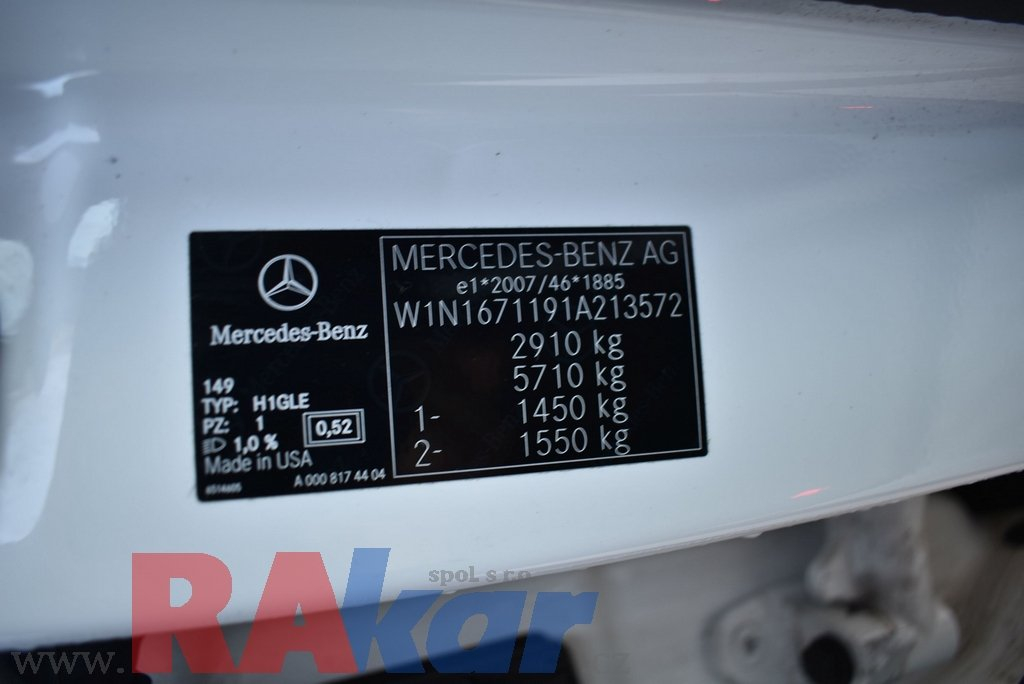 Mercedes-Benz
149
TYP: H1GLE
PZ: 1
1,0 %
0,52
Made in USA
A 000 817 44 04
MERCEDES-BENZ AG
e1*2007/46*1885
W1N1671191A213572
2910 kg
5710 kg
1- 1450 kg
2- 1550 kg
spol. s r.o.
RAkar
www.